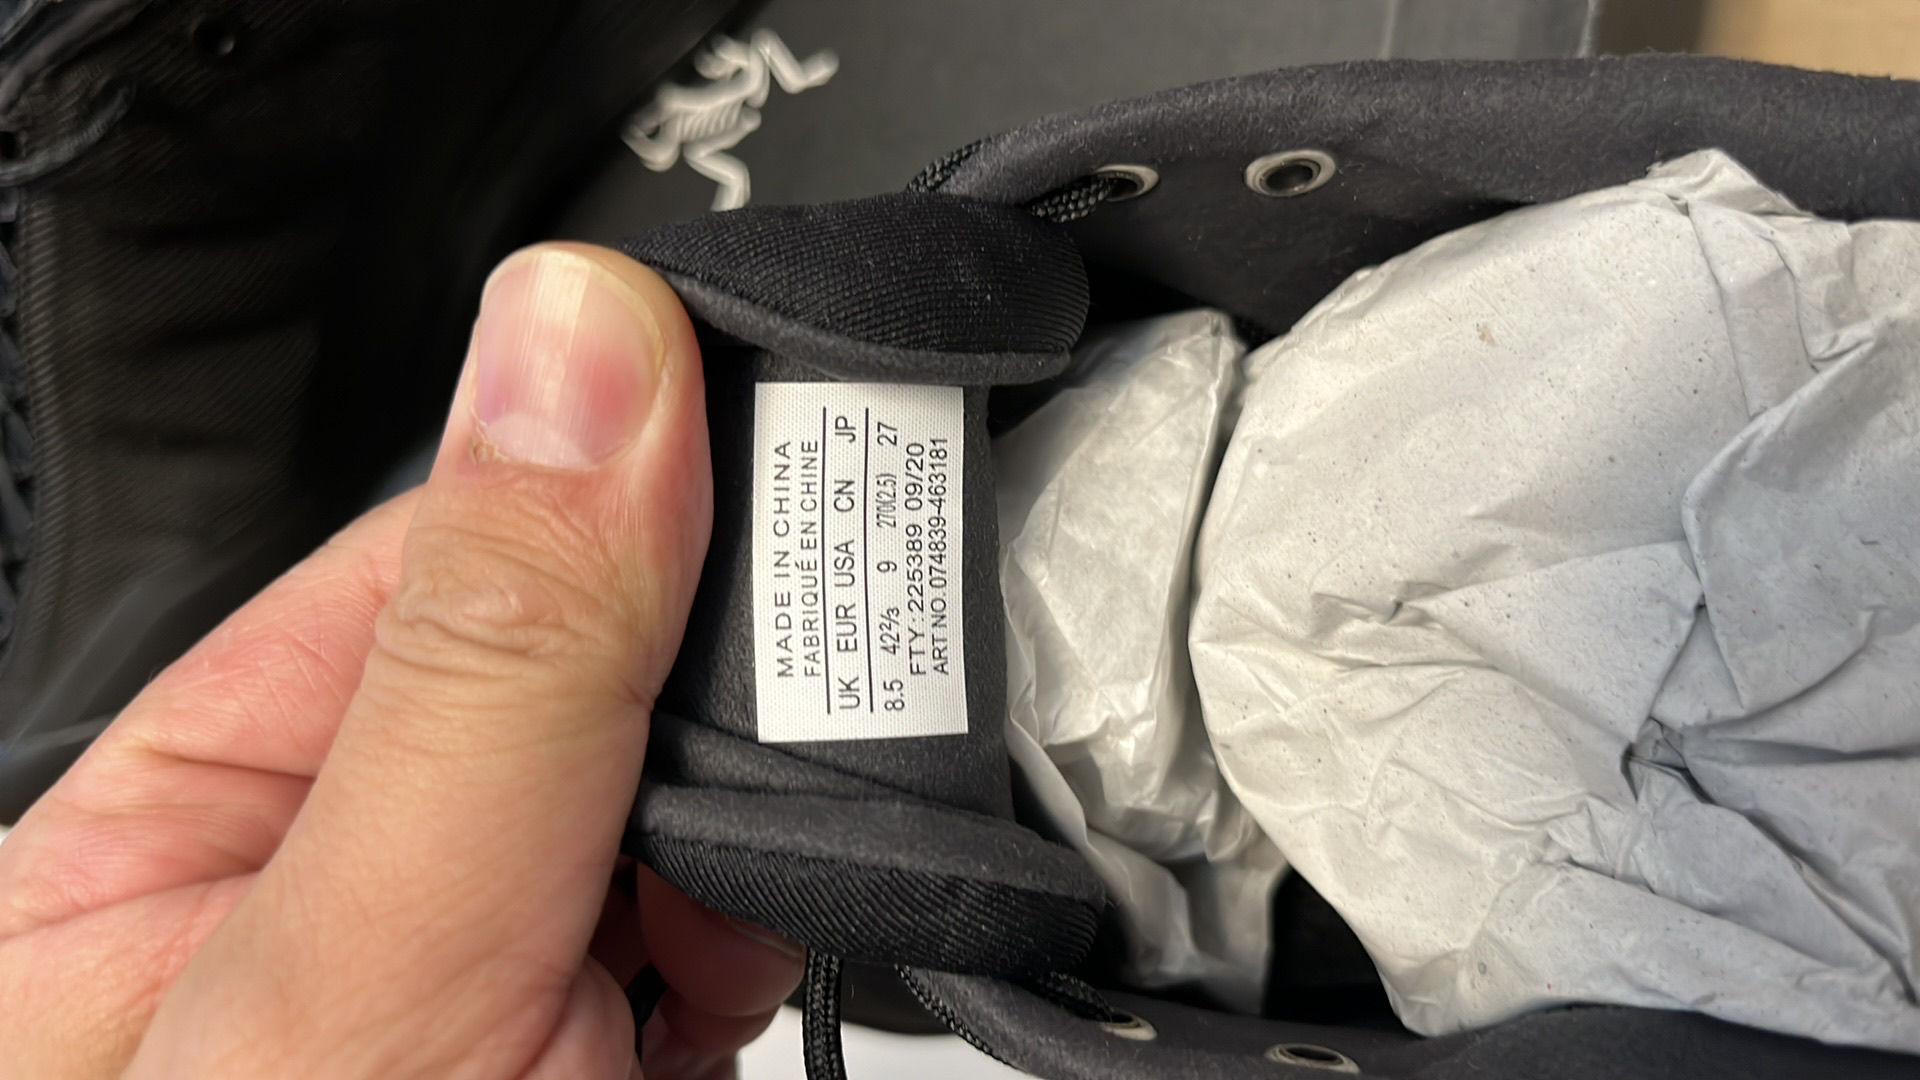 MADE IN CHINA
FABRIQUÉ EN CHINE
UK EUR USA CN JP
8.5 42⅔ 9 270(2.5) 27
FTY:225389 09/20
ART NO.074839-463181